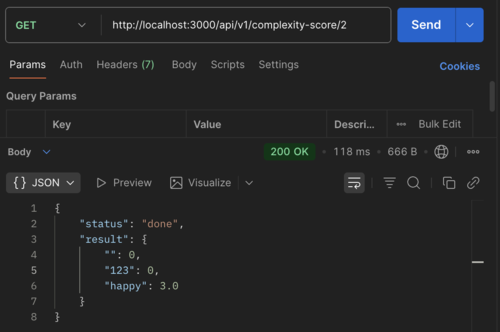 GET http://localhost:3000/api/v1/complexity-score/2 Send
Params Auth Headers (7) Body Scripts Settings Cookies
Query Params
Key Value Descri... Bulk Edit
Body 200 OK • 118 ms • 666 B
{} JSON Preview Visualize
1 {
2 "status": "done",
3 "result": {
4 "": 0,
5 "123": 0,
6 "happy": 3.0
7 }
8 }